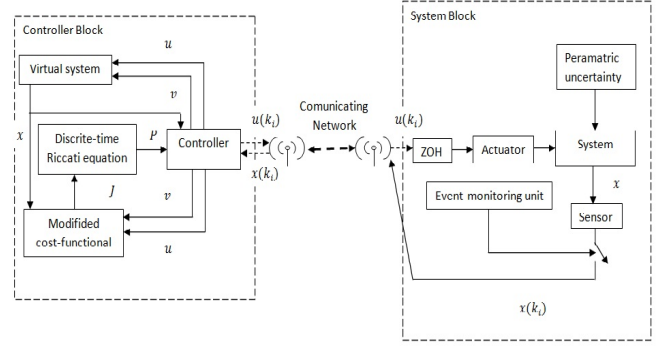 Controller Block
Virtual system
u
v
x
Discrite-time
Riccati equation
P
Controller
J
Modifided
cost-functional
v
u
u(k_i)
x(k_i)
Comunicating
Network
System Block
u(k_i)
ZOH
Actuator
Peramatric
uncertainty
System
x
Event monitoring unit
Sensor
x(k_i)